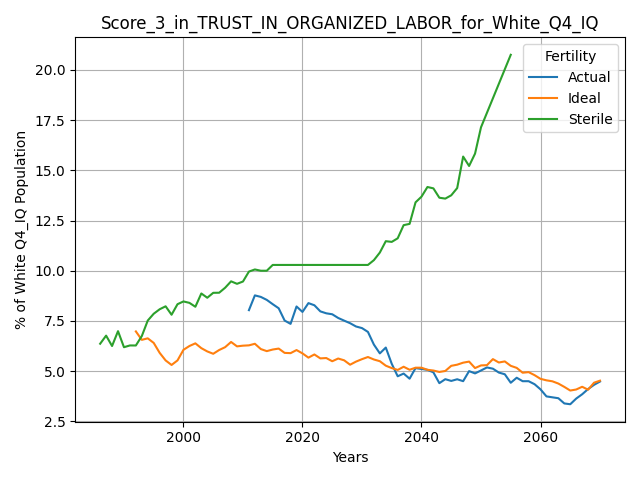 Score_3_in_TRUST_IN_ORGANIZED_LABOR_for_White_Q4_IQ
Fertility
Actual
Ideal
Sterile
% of White Q4_IQ Population
20.0
17.5
15.0
12.5
10.0
7.5
5.0
2.5
2000
2020
2040
2060
Years